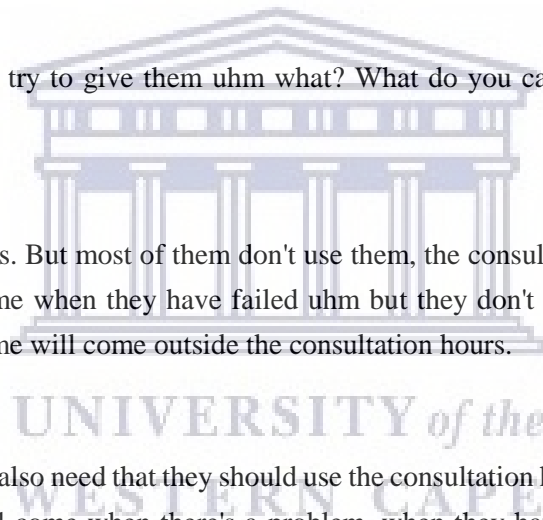 try to give them uhm what? What do you ca
s. But most of them don't use them, the consul
me when they have failed uhm but they don't
me will come outside the consultation hours.
UNIVERSITY of the
also need that they should use the consultation h
WESTERN CAPE
come when there's a problem, when they ha